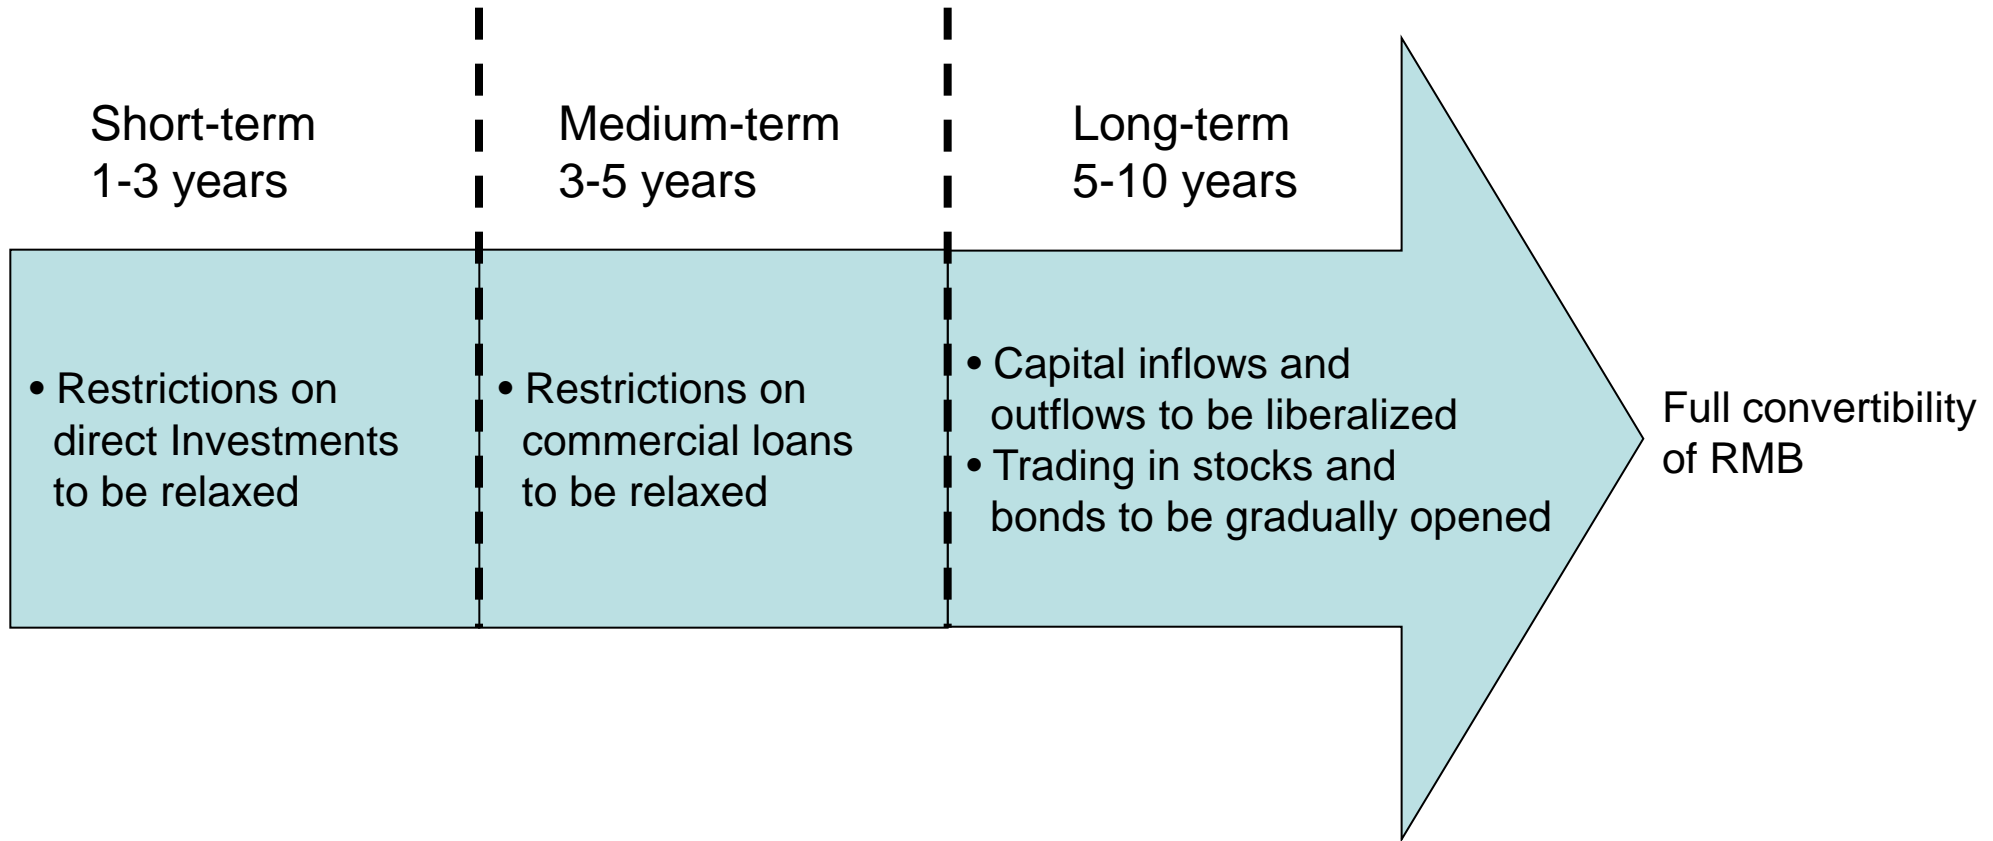 Short-term
1-3 years
Medium-term
3-5 years
Long-term
5-10 years
• Restrictions on
direct Investments
to be relaxed
• Restrictions on
commercial loans
to be relaxed
• Capital inflows and
outflows to be liberalized
• Trading in stocks and
bonds to be gradually opened
Full convertibility
of RMB